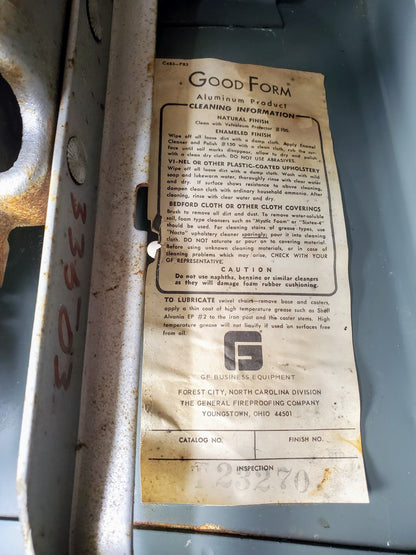 GOOD FORM
Aluminum Product
CLEANING INFORMATION
NATURAL FINISH
ENAMELED FINISH
Wipe off all loose dirt with a damp cloth. Apply Enamel
Cleaner and Polish #150 with a clean cloth, rub the sur-
face until soil marks disappear, allow to dry and polish
with a clean dry cloth. DO NOT USE ABRASIVES.
VI-NEL OR OTHER PLASTIC-COATED UPHOLSTERY
Wipe off all loose dirt with a damp cloth. Wash with mild
soap and lukewarm water, thoroughly rinse with clear water
and dry. If surface shows resistance to above cleaning,
dampen clean cloth with ordinary household ammonia. After
cleaning, rinse with clear water and dry.
BEDFORD CLOTH OR OTHER CLOTH COVERINGS
Brush to remove all dirt and dust. To remove water-soluble
soil, foam type cleansers such as "Mystic Foam" or "Sixtee-4"
should be used. For cleaning stains of grease types, use
"Nocto" upholstery cleaner sparingly; pour it into cleaning
cloth. DO NOT saturate or pour on to covering material.
Before using unknown cleaning materials, or in case of
cleaning problems which may arise, CHECK WITH YOUR
GF REPRESENTATIVE.
CAUTION
Do not use naphtha, benzine or similar cleaners
as they will damage foam rubber cushioning.
TO LUBRICATE swivel chairs—remove base and casters,
apply a thin coat of high temperature grease such as Shell
Alvania EP #2 to the iron post and the caster stems. High
temperature grease will not liquify if used on surfaces free
from oil.
GF
GF BUSINESS EQUIPMENT
FOREST CITY, NORTH CAROLINA DIVISION
THE GENERAL FIREPROOFING COMPANY
YOUNGSTOWN, OHIO 44501
CATALOG NO. FINISH NO.
INSPECTION
23270
33503